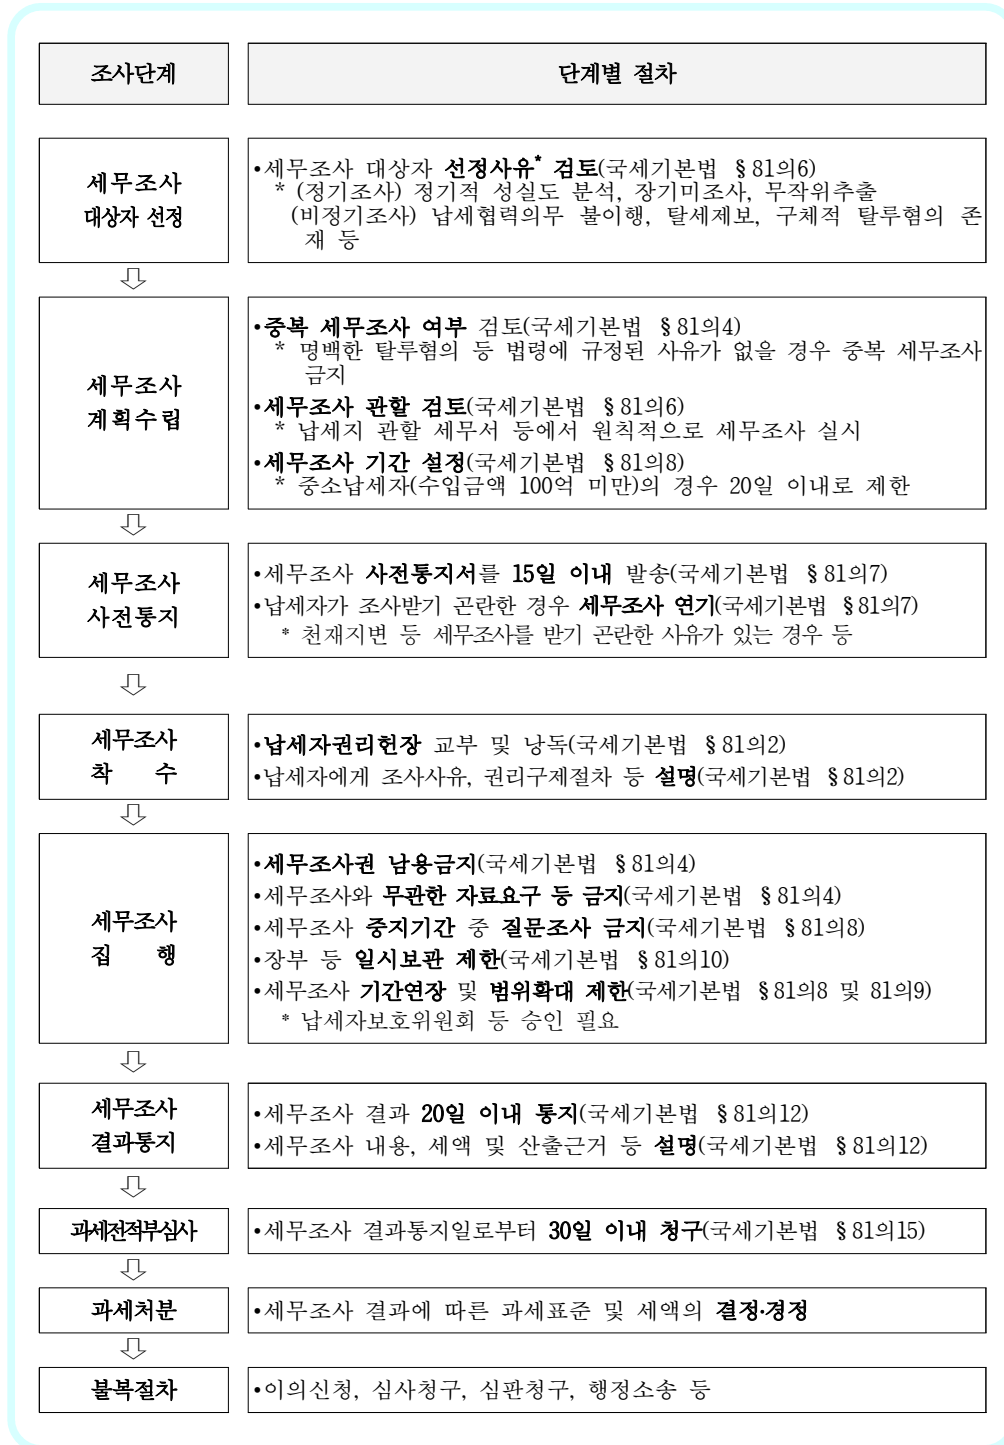 조사단계
단계별 절차
세무조사
대상자 선정
•세무조사 대상자 선정사유* 검토(국세기본법 §81의6)
* (정기조사) 정기적 성실도 분석, 장기미조사, 무작위추출
(비정기조사) 납세협력의무 불이행, 탈세제보, 구체적 탈루혐의 존
재 등
세무조사
계획수립
•중복 세무조사 여부 검토(국세기본법 §81의4)
* 명백한 탈루혐의 등 법령에 규정된 사유가 없을 경우 중복 세무조사
금지
•세무조사 관할 검토(국세기본법 §81의6)
* 납세지 관할 세무서 등에서 원칙적으로 세무조사 실시
•세무조사 기간 설정(국세기본법 §81의8)
* 중소납세자(수입금액 100억 미만)의 경우 20일 이내로 제한
세무조사
사전통지
•세무조사 사전통지서를 15일 이내 발송(국세기본법 §81의7)
•납세자가 조사받기 곤란한 경우 세무조사 연기(국세기본법 §81의7)
* 천재지변 등 세무조사를 받기 곤란한 사유가 있는 경우 등
세무조사
착 수
•납세자권리헌장 교부 및 낭독(국세기본법 §81의2)
•납세자에게 조사사유, 권리구제절차 등 설명(국세기본법 §81의2)
세무조사
집 행
•세무조사권 남용금지(국세기본법 §81의4)
•세무조사와 무관한 자료요구 등 금지(국세기본법 §81의4)
•세무조사 중지기간 중 질문조사 금지(국세기본법 §81의8)
•장부 등 일시보관 제한(국세기본법 §81의10)
•세무조사 기간연장 및 범위확대 제한(국세기본법 §81의8 및 81의9)
* 납세자보호위원회 등 승인 필요
세무조사
결과통지
•세무조사 결과 20일 이내 통지(국세기본법 §81의12)
•세무조사 내용, 세액 및 산출근거 등 설명(국세기본법 §81의12)
과세전적부심사
•세무조사 결과통지일로부터 30일 이내 청구(국세기본법 §81의15)
과세처분
•세무조사 결과에 따른 과세표준 및 세액의 결정·경정
불복절차
•이의신청, 심사청구, 심판청구, 행정소송 등